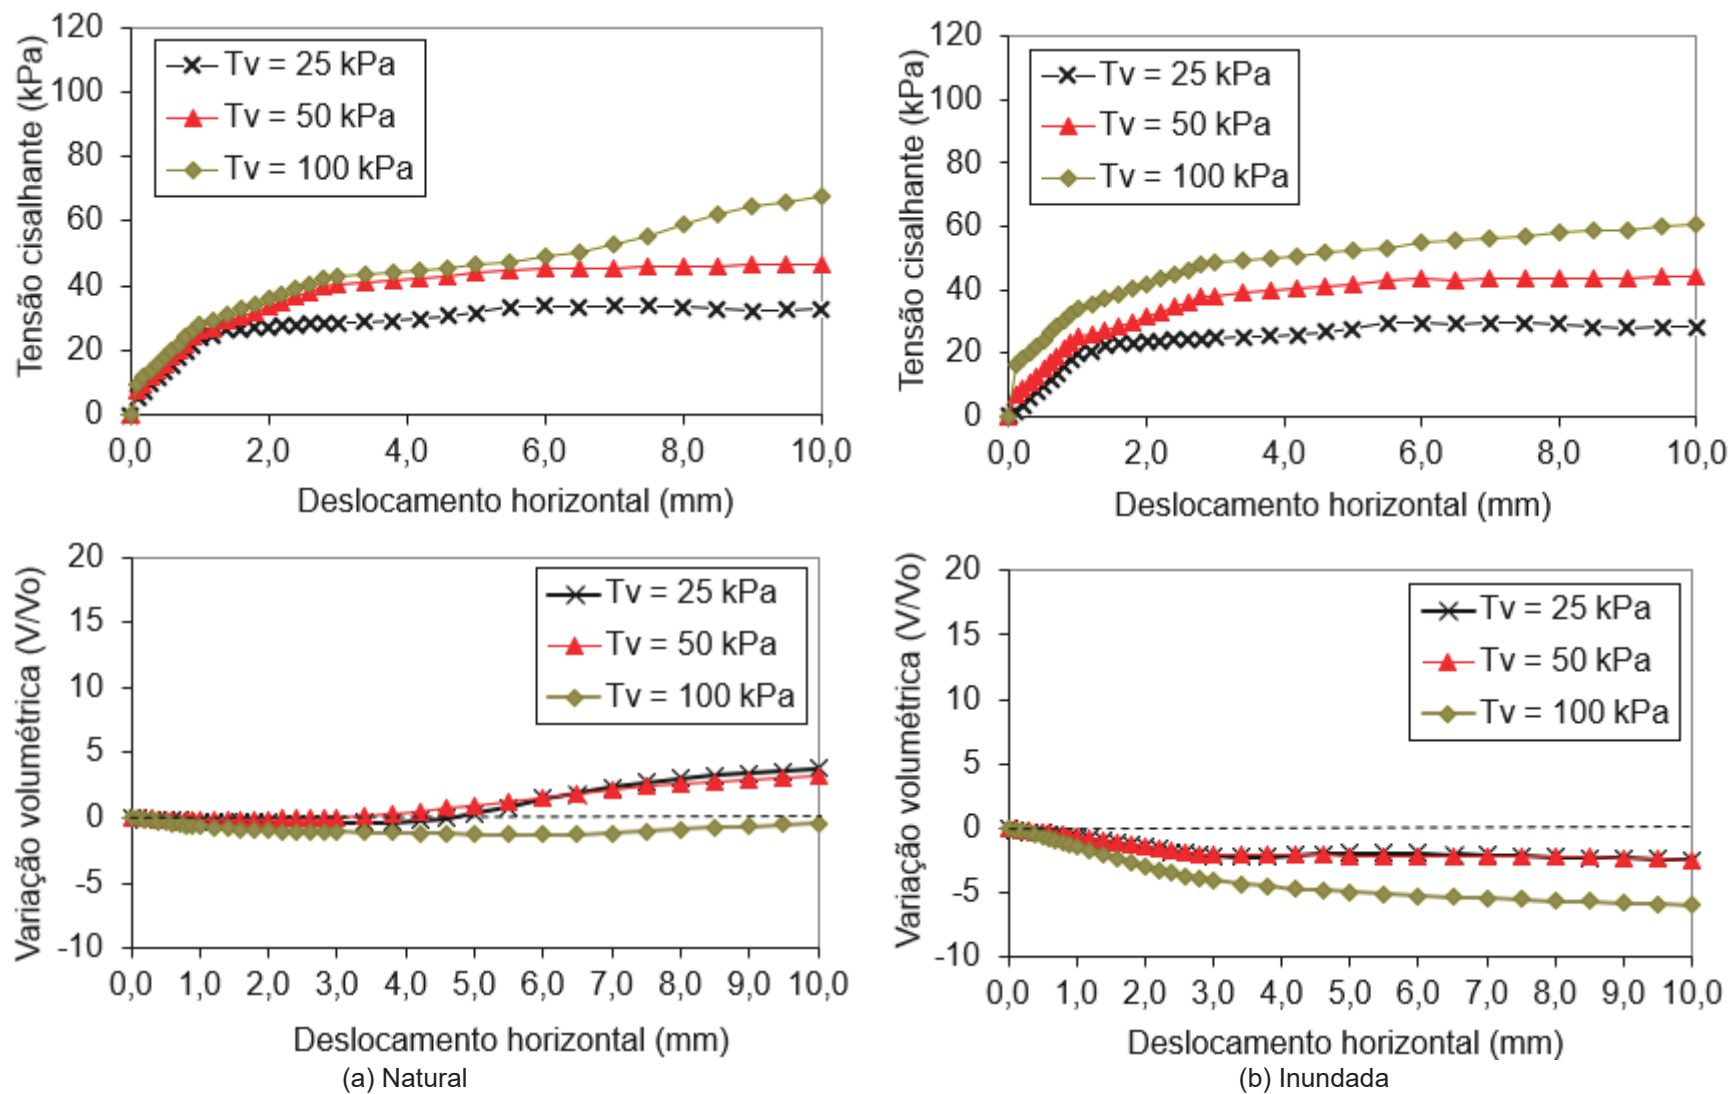 Tensão cisalhante (kPa)
120
100
80
60
40
20
0
Tv = 25 kPa
Tv = 50 kPa
Tv = 100 kPa
0,0 2,0 4,0 6,0 8,0 10,0
Deslocamento horizontal (mm)
Tensão cisalhante (kPa)
120
100
80
60
40
20
0
Tv = 25 kPa
Tv = 50 kPa
Tv = 100 kPa
0,0 2,0 4,0 6,0 8,0 10,0
Deslocamento horizontal (mm)
Variação volumétrica (V/Vo)
20
15
10
5
0
-5
-10
Tv = 25 kPa
Tv = 50 kPa
Tv = 100 kPa
0,0 1,0 2,0 3,0 4,0 5,0 6,0 7,0 8,0 9,0 10,0
Deslocamento horizontal (mm)
(a) Natural
Variação volumétrica (V/Vo)
20
15
10
5
0
-5
-10
Tv = 25 kPa
Tv = 50 kPa
Tv = 100 kPa
0,0 1,0 2,0 3,0 4,0 5,0 6,0 7,0 8,0 9,0 10,0
Deslocamento horizontal (mm)
(b) Inundada